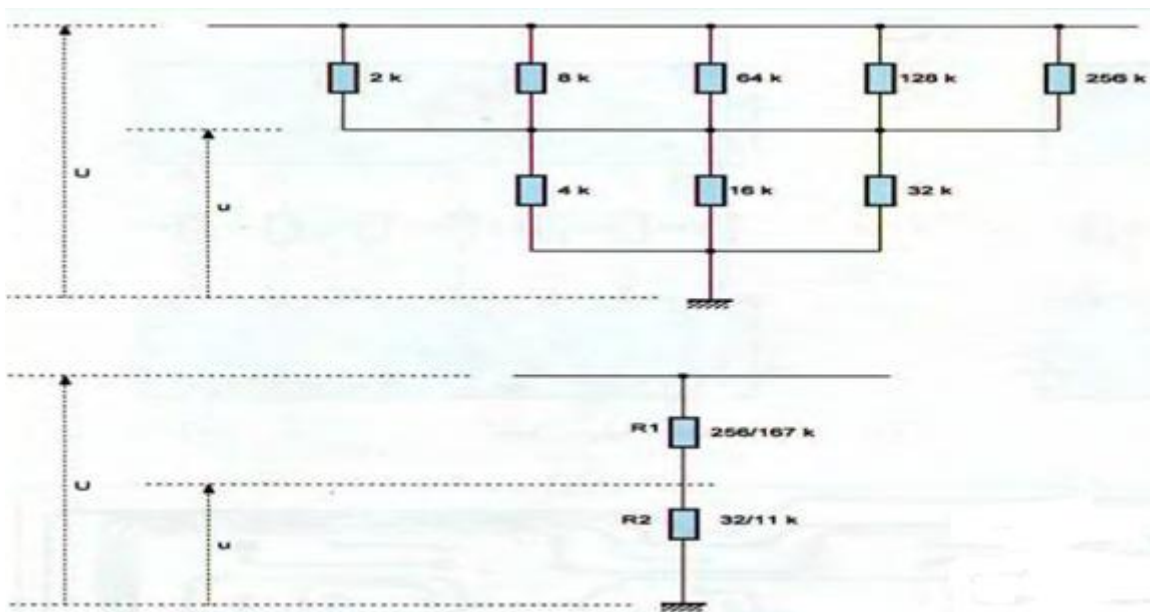 2 k 8 k 64 k 128 k 256 k
U
u
4 k 16 k 32 k
R1 256/167 k
U
u
R2 32/11 k